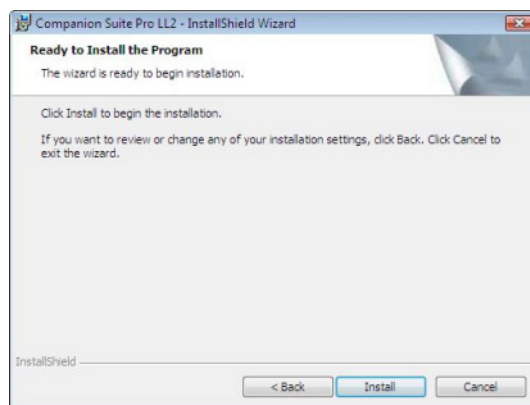 Companion Suite Pro LL2 - InstallShield Wizard
Ready to Install the Program
The wizard is ready to begin installation.
Click Install to begin the installation.
If you want to review or change any of your installation settings, click Back. Click Cancel to
exit the wizard.
InstallShield
< Back
Install
Cancel